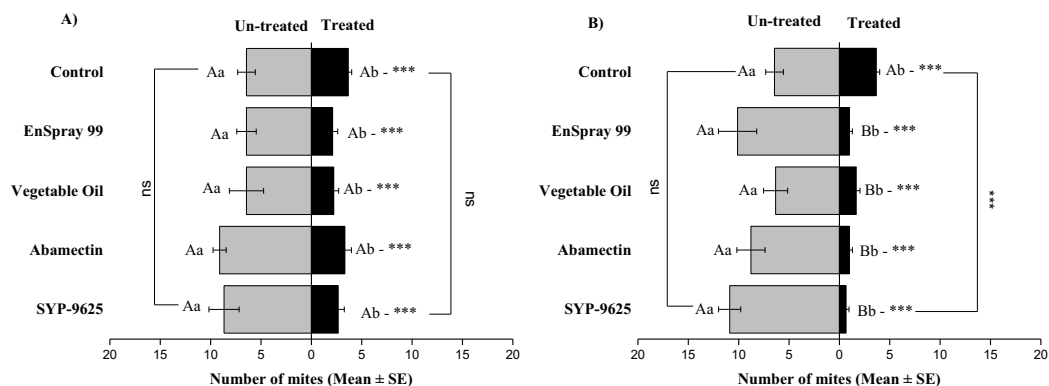 A)
Un-treated Treated
Control Aa Ab - ***
EnSpray 99 Aa Ab - ***
Vegetable Oil Aa Ab - ***
Abamectin Aa Ab - ***
SYP-9625 Aa Ab - ***
ns
ns
20 15 10 5 0 5 10 15 20
Number of mites (Mean ± SE)
B)
Un-treated Treated
Control Aa Ab - ***
EnSpray 99 Aa Bb - ***
Vegetable Oil Aa Bb - ***
Abamectin Aa Bb - ***
SYP-9625 Aa Bb - ***
ns
***
20 15 10 5 0 5 10 15 20
Number of mites (Mean ± SE)